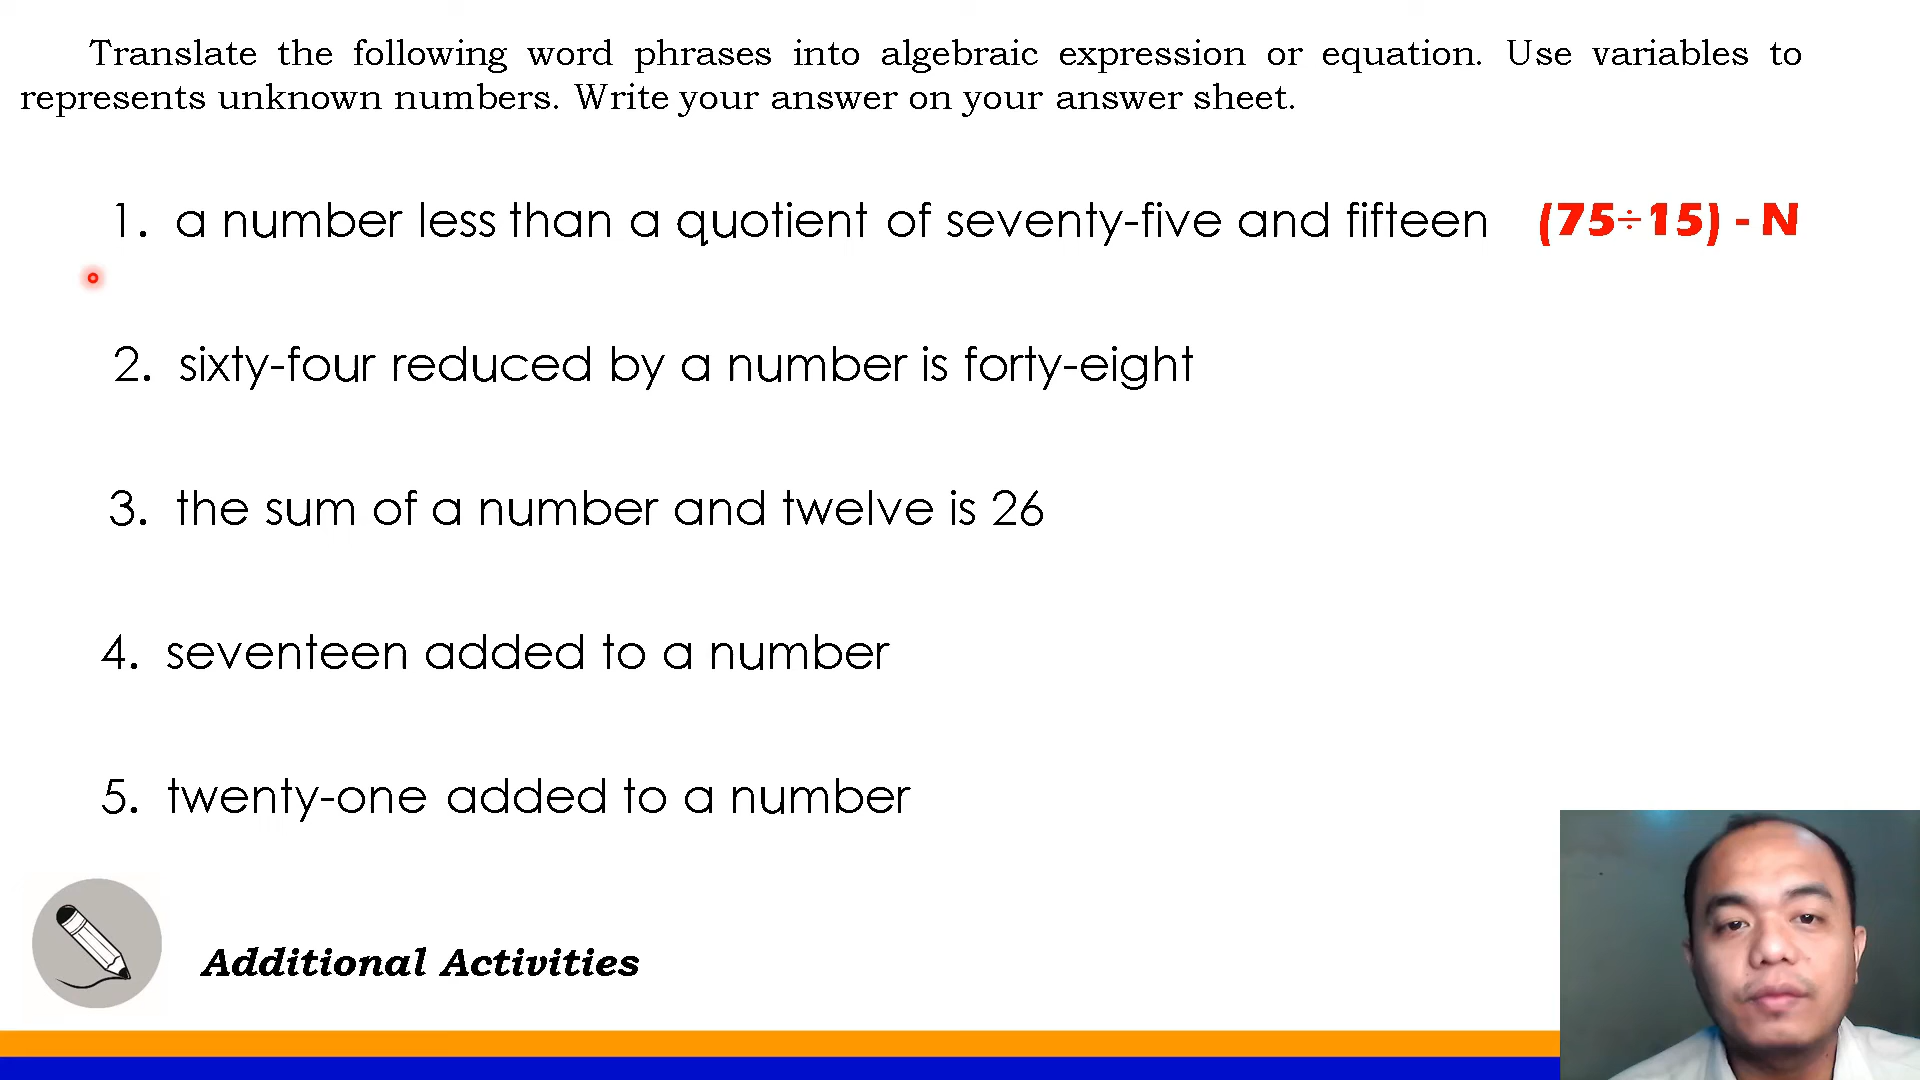 Translate the following word phrases into algebraic expression or equation. Use variables to
represents unknown numbers. Write your answer on your answer sheet.
1. a number less than a quotient of seventy-five and fifteen (75÷15) - N
2. sixty-four reduced by a number is forty-eight
3. the sum of a number and twelve is 26
4. seventeen added to a number
5. twenty-one added to a number
Additional Activities